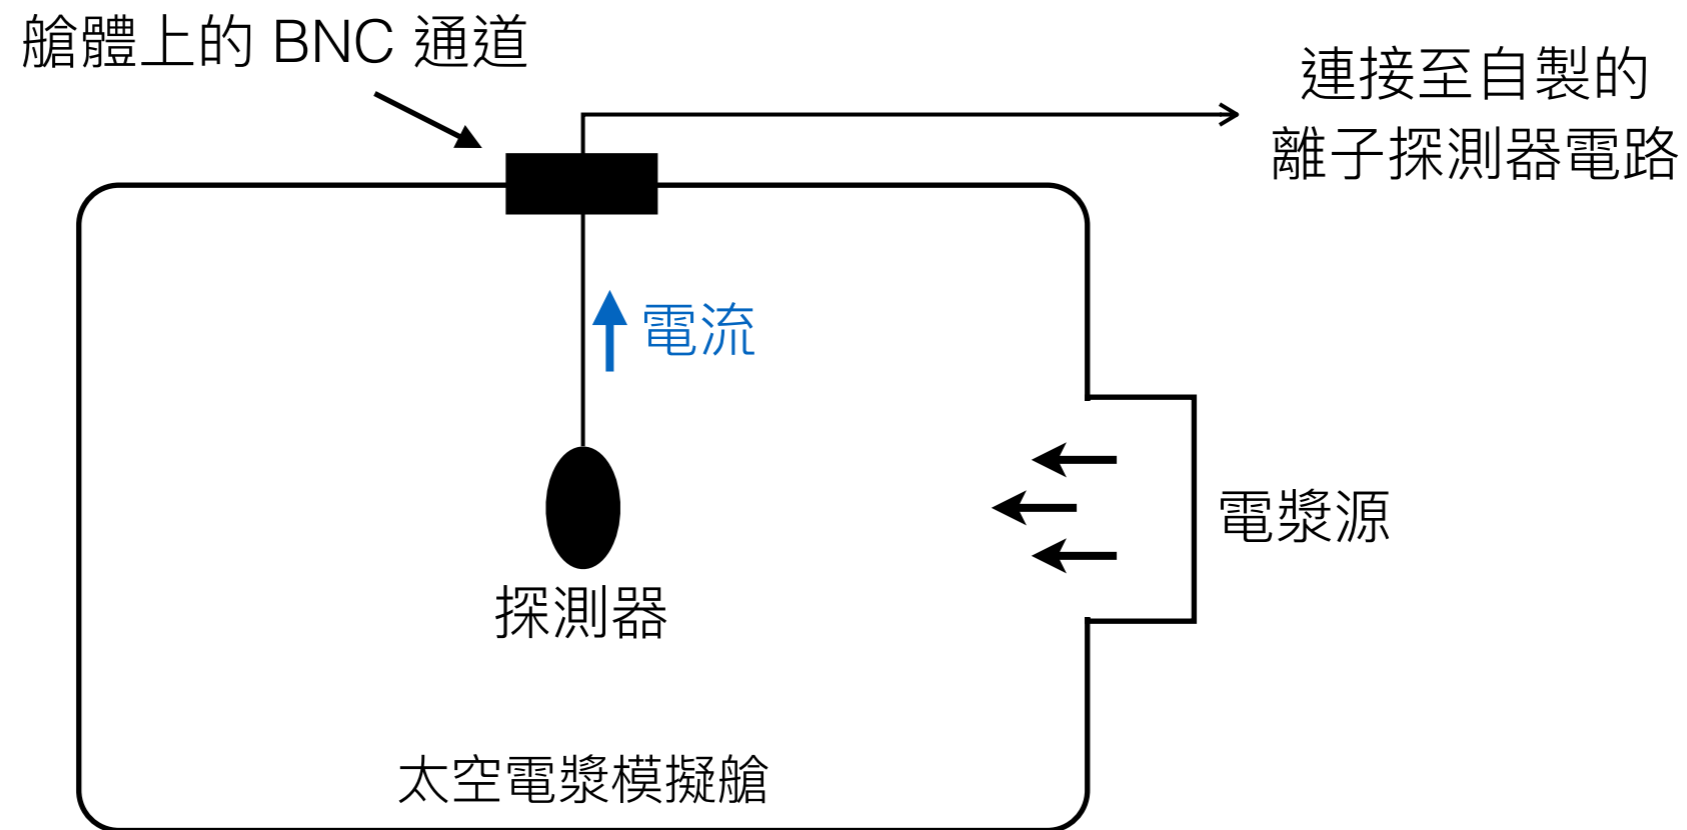 艙體上的 BNC 通道
連接至自製的
離子探測器電路
電流
電漿源
探測器
太空電漿模擬艙